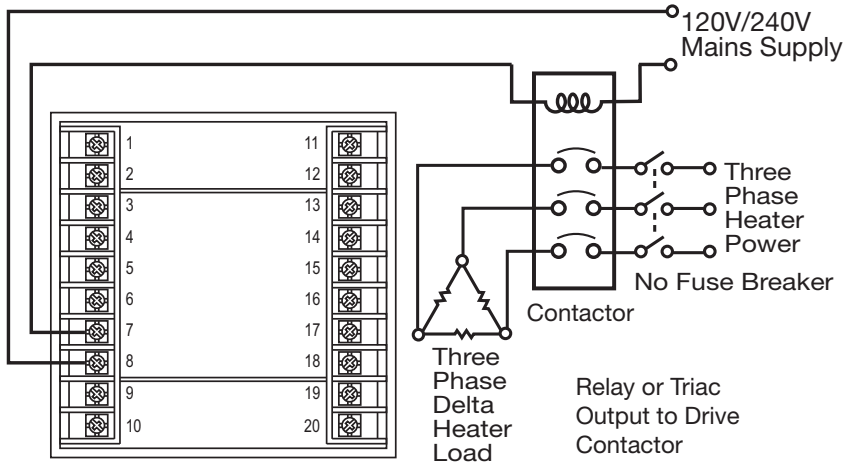 120V/240V
Mains Supply
1
11
2
12
3
13
4
14
5
15
6
16
7
17
8
18
9
19
10
20
Three
Phase
Heater
Power
No Fuse Breaker
Contactor
Three
Phase
Delta
Heater
Load
Relay or Triac
Output to Drive
Contactor